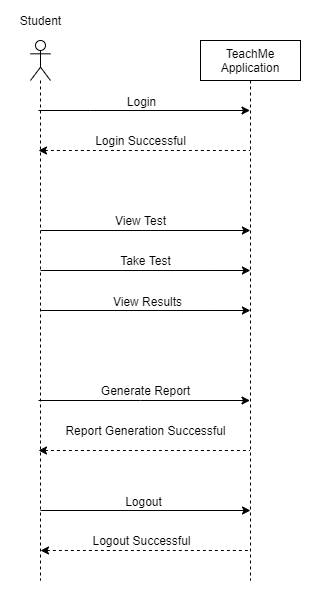 Student
TeachMe
Application
Login
Login Successful
View Test
Take Test
View Results
Generate Report
Report Generation Successful
Logout
Logout Successful